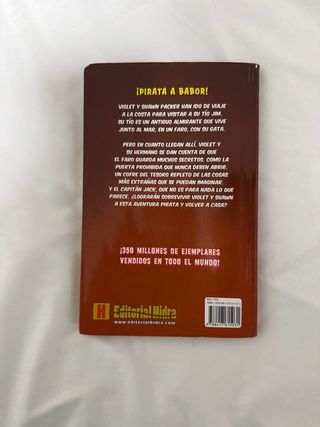 ¡PIRATA A BABOR!
VIOLET Y SHAWN PACKER HAN IDO DE VIAJE
A LA COSTA PARA VISITAR A SU TÍO JIM.
SU TÍO ES UN ANTIGUO ALMIRANTE QUE VIVE
JUNTO AL MAR, EN UN FARO, CON SU GATA.
PERO EN CUANTO LLEGAN ALLÍ, VIOLET Y
SU HERMANO SE DAN CUENTA DE QUE
EL FARO GUARDA MUCHOS SECRETOS, COMO LA
PUERTA PROHIBIDA QUE NUNCA DEBEN ABRIR,
UN COFRE DEL TESORO REPLETO DE LAS COSAS
MÁS EXTRAÑAS QUE SE PUEDAN IMAGINAR,
Y EL CAPITÁN JACK, QUE NO ES PARA NADA LO QUE
PARECE. ¿LOGRARÁN SOBREVIVIR VIOLET Y SHAWN
A ESTA AVENTURA PIRATA Y VOLVER A CASA?
¡350 MILLONES DE EJEMPLARES
VENDIDOS EN TODO EL MUNDO!
H Editorial Hidra
www.editorialhidra.com